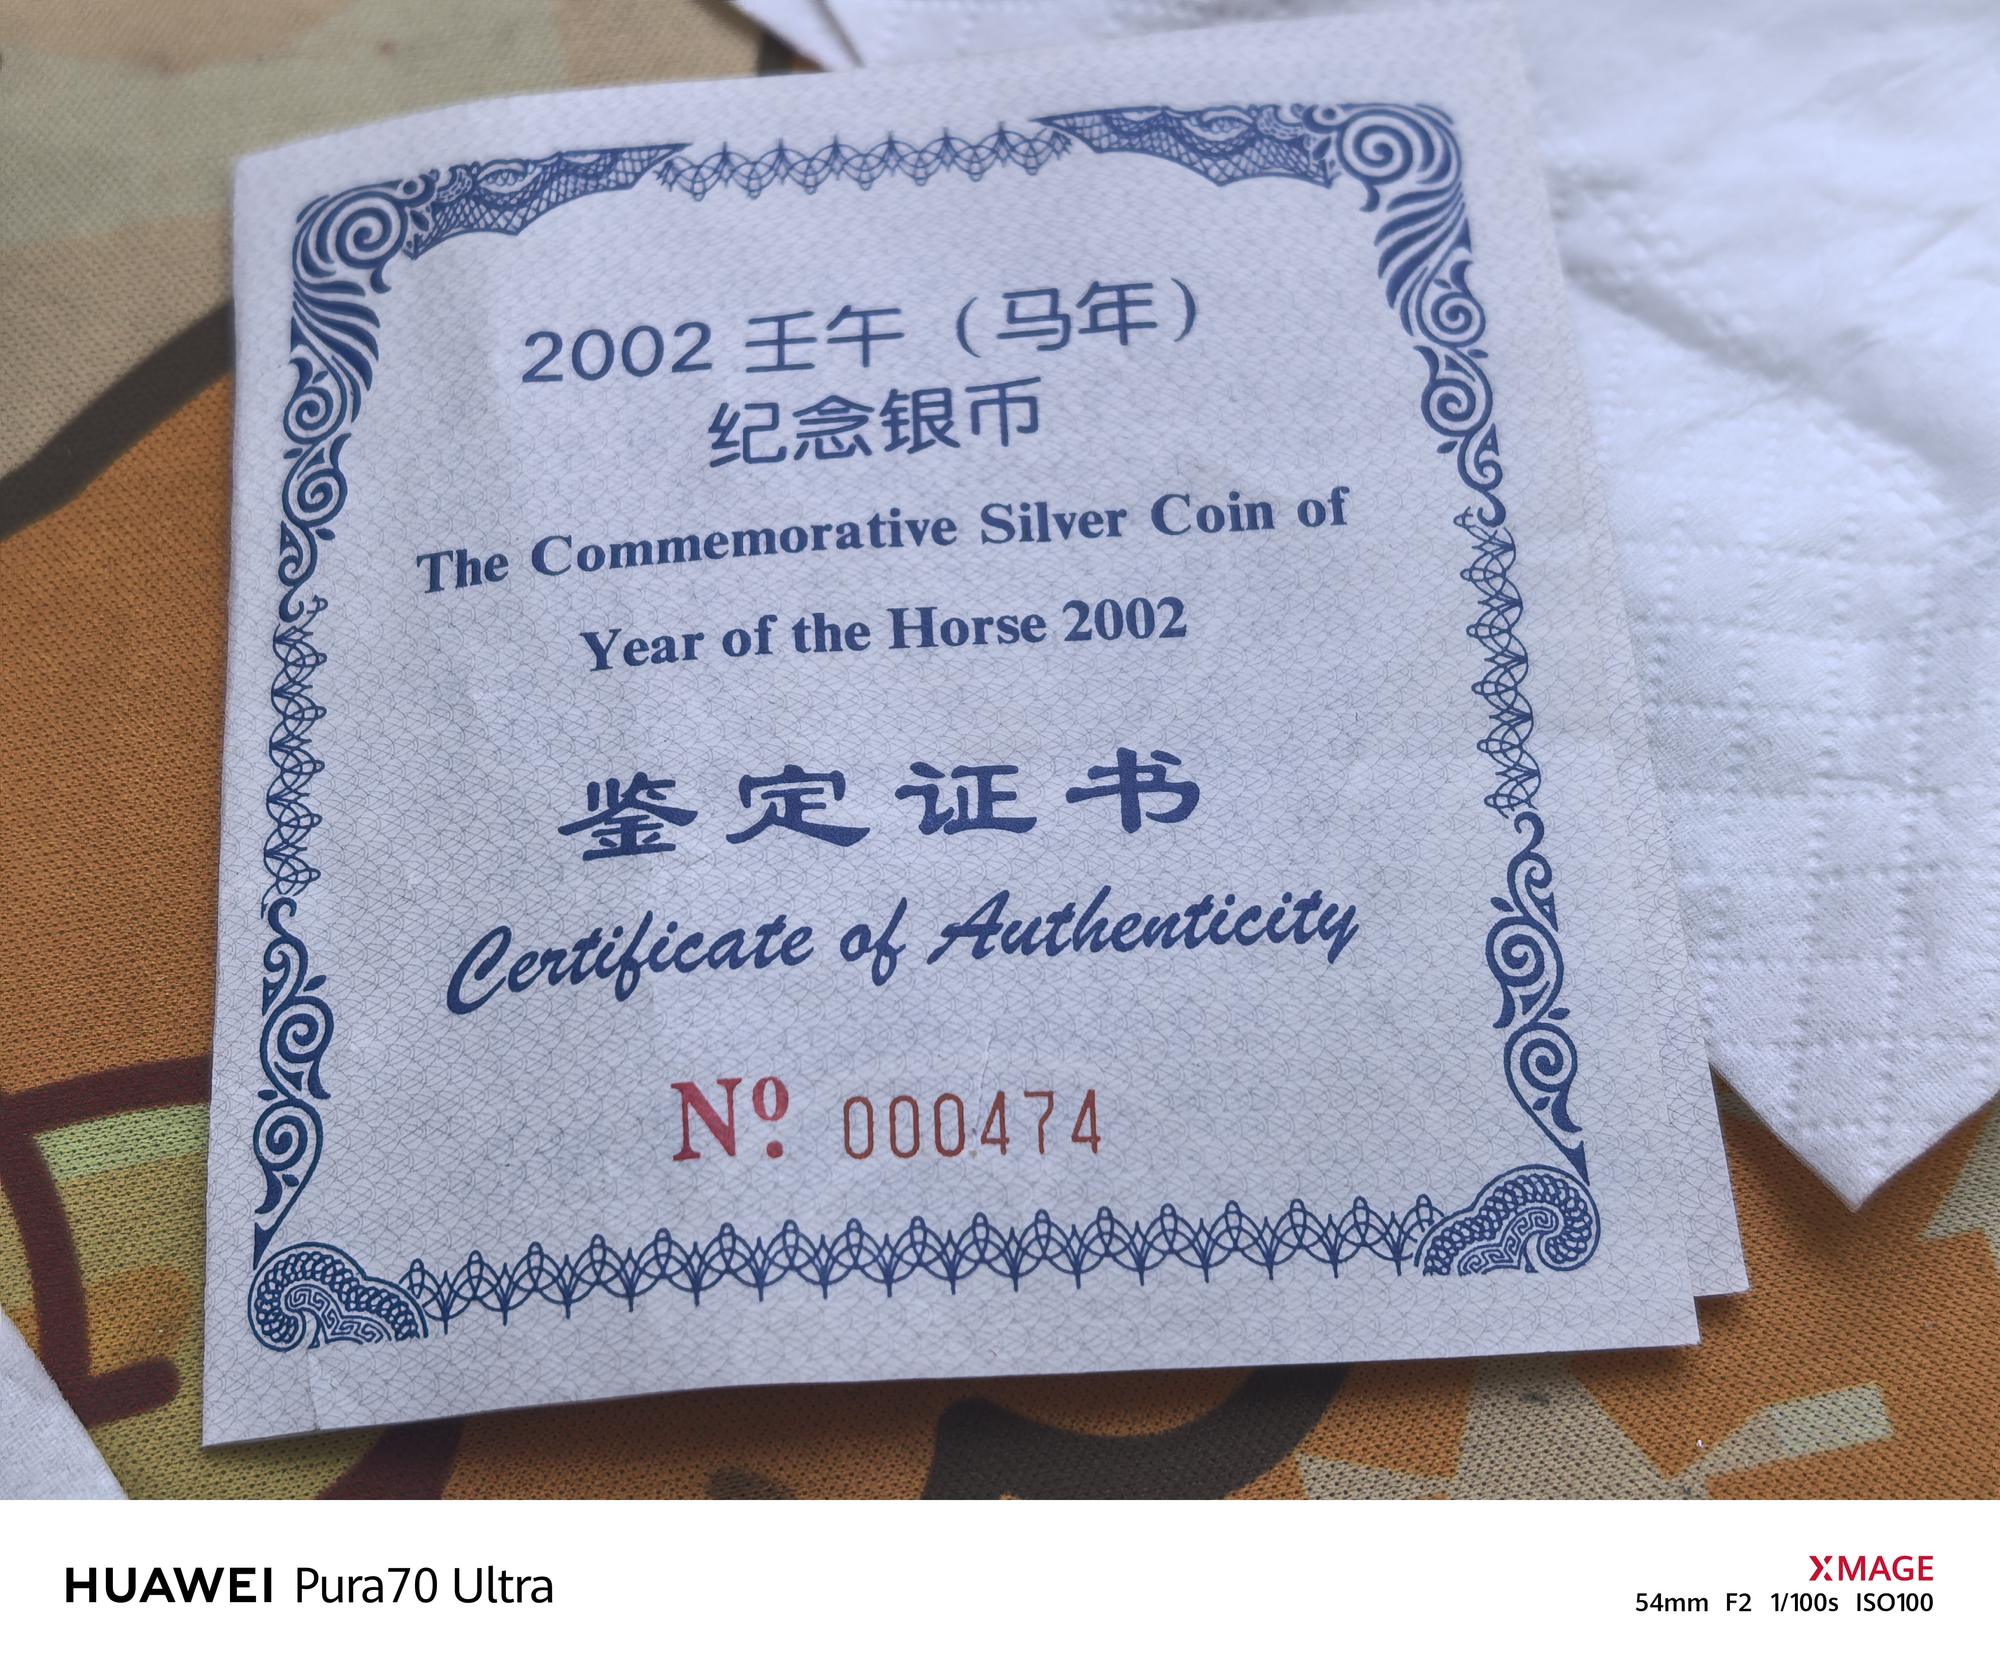 2002 壬午（马年）
纪念银币
The Commemorative Silver Coin of
Year of the Horse 2002
鉴定证书
Certificate of Authenticity
Nº. 000474
HUAWEI Pura70 Ultra
XMAGE
54mm F2 1/100s ISO100